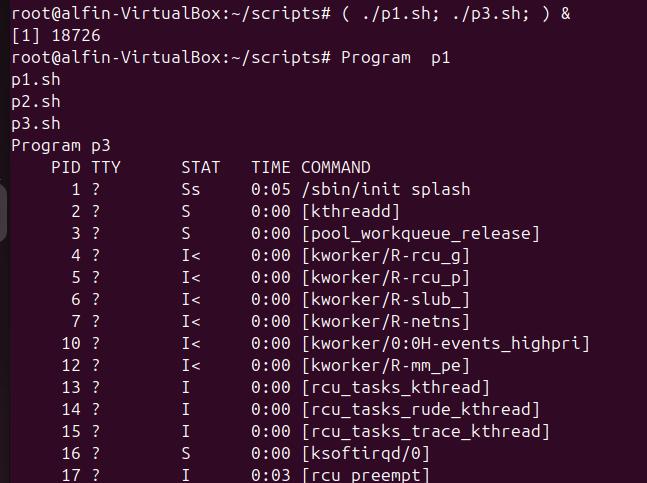 root@alfin-VirtualBox:~/scripts# ( ./p1.sh; ./p3.sh; ) &
[1] 18726
root@alfin-VirtualBox:~/scripts# Program  p1
p1.sh
p2.sh
p3.sh
Program p3
    PID TTY      STAT   TIME COMMAND
      1 ?        Ss     0:05 /sbin/init splash
      2 ?        S      0:00 [kthreadd]
      3 ?        S      0:00 [pool_workqueue_release]
      4 ?        I<     0:00 [kworker/R-rcu_g]
      5 ?        I<     0:00 [kworker/R-rcu_p]
      6 ?        I<     0:00 [kworker/R-slub_]
      7 ?        I<     0:00 [kworker/R-netns]
     10 ?        I<     0:00 [kworker/0:0H-events_highpri]
     12 ?        I<     0:00 [kworker/R-mm_pe]
     13 ?        I      0:00 [rcu_tasks_kthread]
     14 ?        I      0:00 [rcu_tasks_rude_kthread]
     15 ?        I      0:00 [rcu_tasks_trace_kthread]
     16 ?        S      0:00 [ksoftirqd/0]
     17 ?        I      0:03 [rcu_preempt]